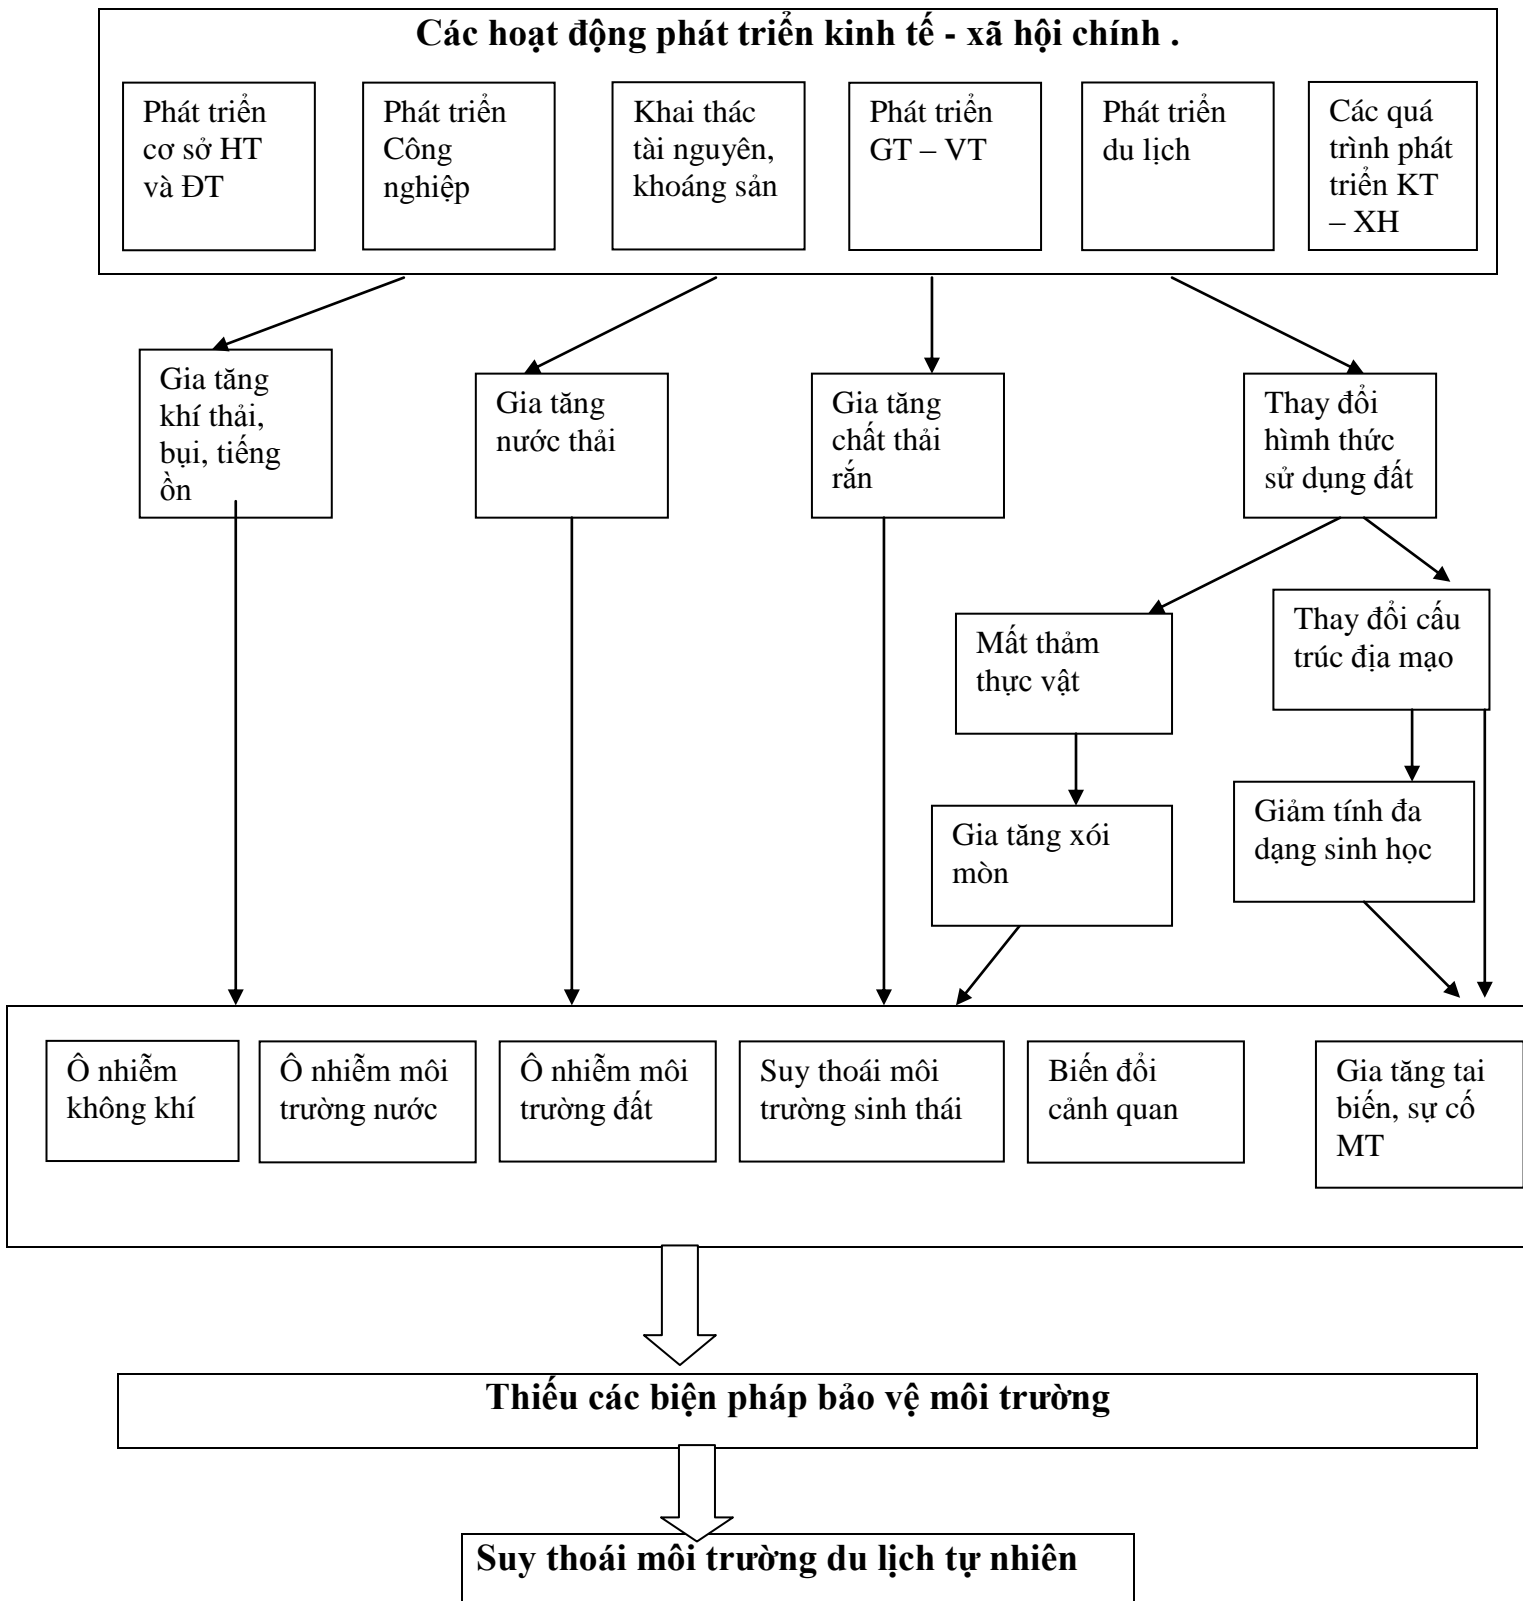 Các hoạt động phát triển kinh tế - xã hội chính .
Phát triển
cơ sở HT
và ĐT
Phát triển
Công
nghiệp
Khai thác
tài nguyên,
khoáng sản
Phát triển
GT – VT
Phát triển
du lịch
Các quá
trình phát
triển KT
– XH
Gia tăng
khí thải,
bụi, tiếng
ồn
Gia tăng
nước thải
Gia tăng
chất thải
rắn
Thay đổi
hìmh thức
sử dụng đất
Mất thảm
thực vật
Thay đổi cấu
trúc địa mạo
Gia tăng xói
mòn
Giảm tính đa
dạng sinh học
Ô nhiễm
không khí
Ô nhiễm môi
trường nước
Ô nhiễm môi
trường đất
Suy thoái môi
trường sinh thái
Biến đổi
cảnh quan
Gia tăng tai
biến, sự cố
MT
Thiếu các biện pháp bảo vệ môi trường
Suy thoái môi trường du lịch tự nhiên